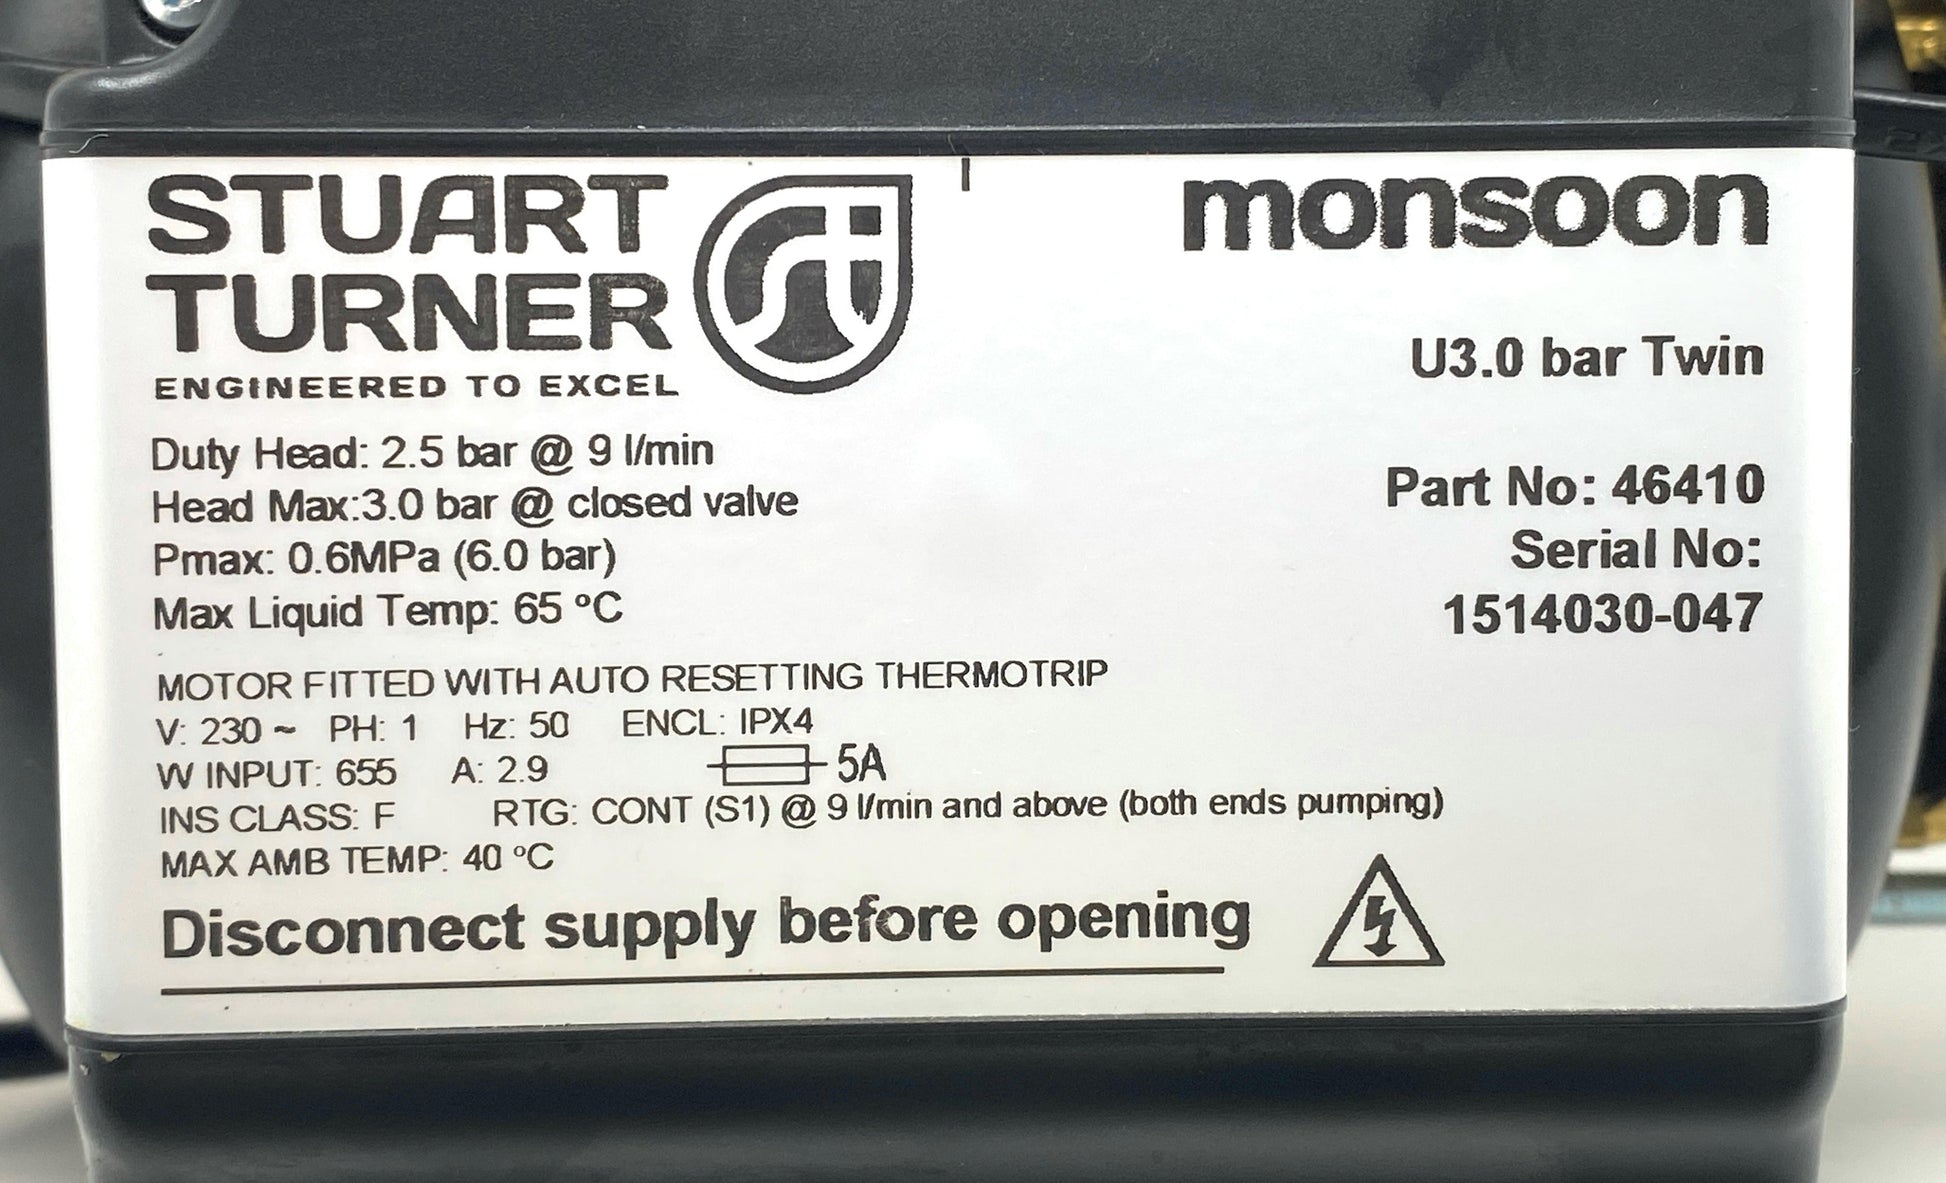 STUART
TURNER
ENGINEERED TO EXCEL
monsoon
U3.0 bar Twin
Duty Head: 2.5 bar @ 9 l/min
Head Max:3.0 bar @ closed valve
Pmax: 0.6MPa (6.0 bar)
Max Liquid Temp: 65 °C
Part No: 46410
Serial No:
1514030-047
MOTOR FITTED WITH AUTO RESETTING THERMOTRIP
V: 230 ~ PH: 1 Hz: 50 ENCL: IPX4
W INPUT: 655 A: 2.9 5A
INS CLASS: F RTG: CONT (S1) @ 9 l/min and above (both ends pumping)
MAX AMB TEMP: 40 °C
Disconnect supply before opening